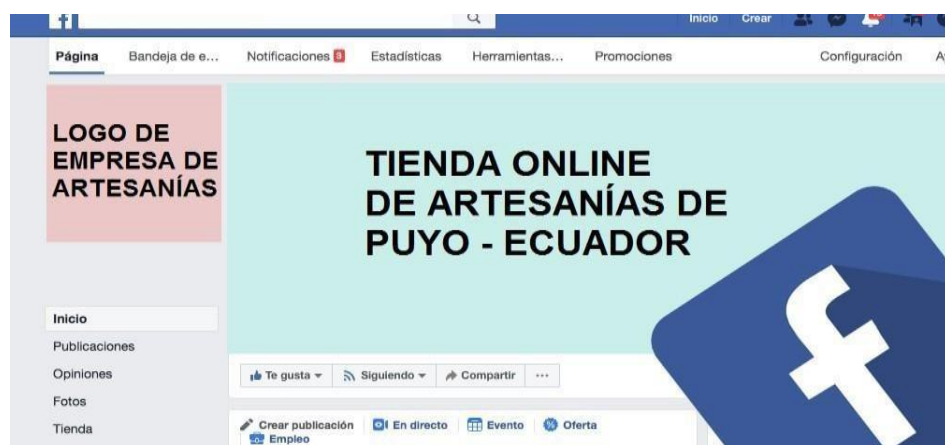 Inicio Crear
Página Bandeja de e... Notificaciones 3 Estadísticas Herramientas... Promociones Configuración
LOGO DE
EMPRESA DE
ARTESANÍAS
TIENDA ONLINE
DE ARTESANÍAS DE
PUYO - ECUADOR
Inicio
Publicaciones
Opiniones
Fotos
Tienda
Te gusta Siguiendo Compartir ...
Crear publicación En directo Evento Oferta
Empleo